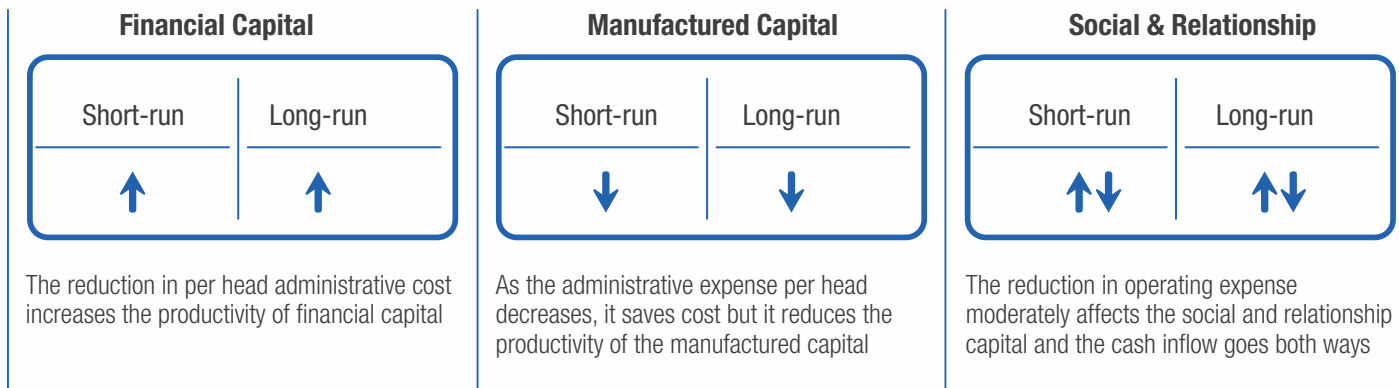 Financial Capital
Short-run
Long-run
The reduction in per head administrative cost
increases the productivity of financial capital
Manufactured Capital
Short-run
Long-run
As the administrative expense per head
decreases, it saves cost but it reduces the
productivity of the manufactured capital
Social & Relationship
Short-run
Long-run
The reduction in operating expense
moderately affects the social and relationship
capital and the cash inflow goes both ways